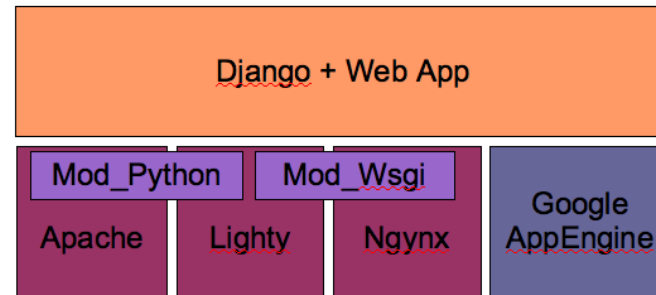 Django + Web App
Mod_Python
Mod_Wsgi
Apache
Lighty
Ngynx
Google
AppEngine